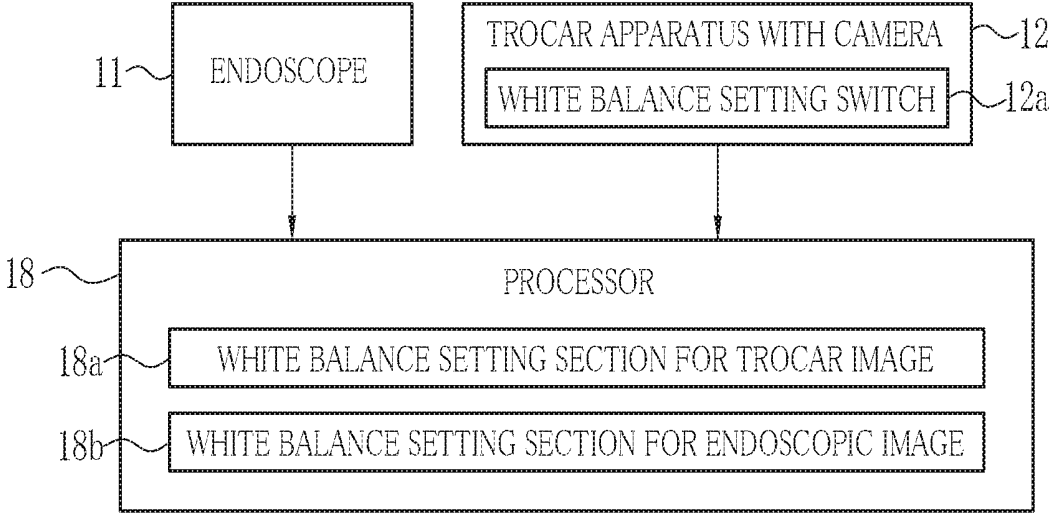 11
ENDOSCOPE
TROCAR APPARATUS WITH CAMERA
12
WHITE BALANCE SETTING SWITCH
12a
18
PROCESSOR
18a
WHITE BALANCE SETTING SECTION FOR TROCAR IMAGE
18b
WHITE BALANCE SETTING SECTION FOR ENDOSCOPIC IMAGE